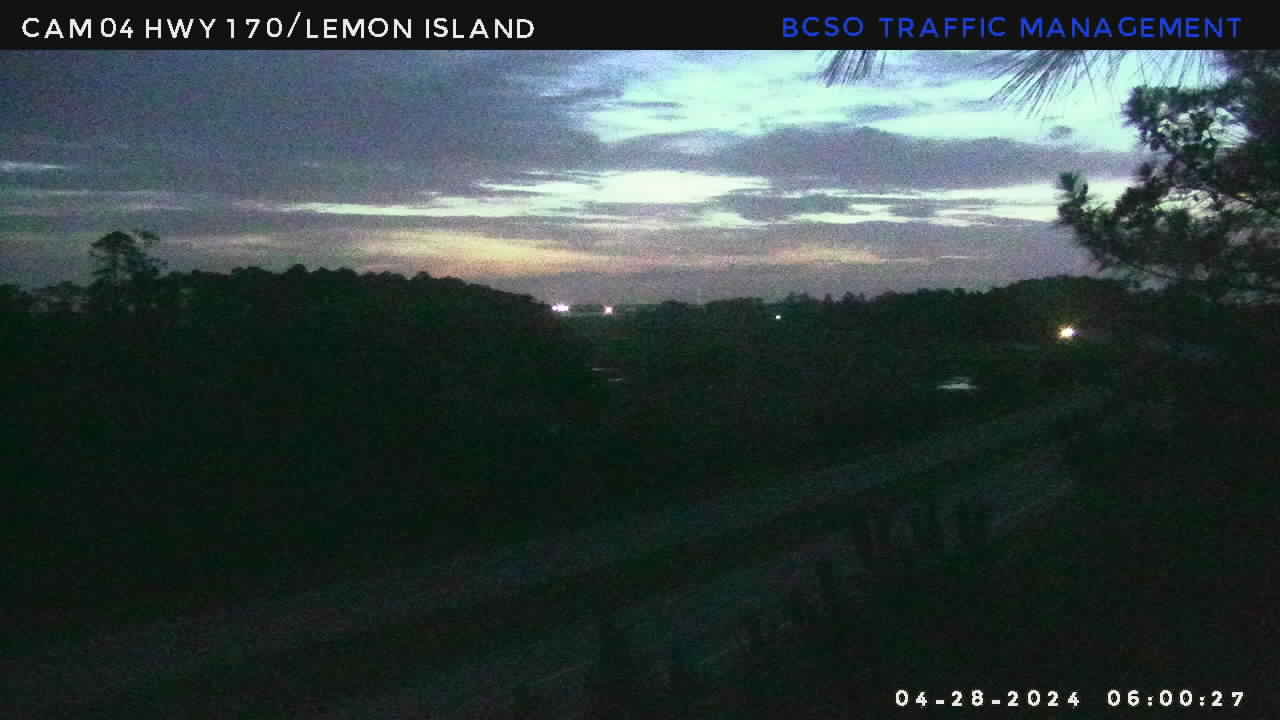 CAM04 HWY 170/LEMON ISLAND
BCSO TRAFFIC MANAGEMENT
04-28-2024 06:00:27